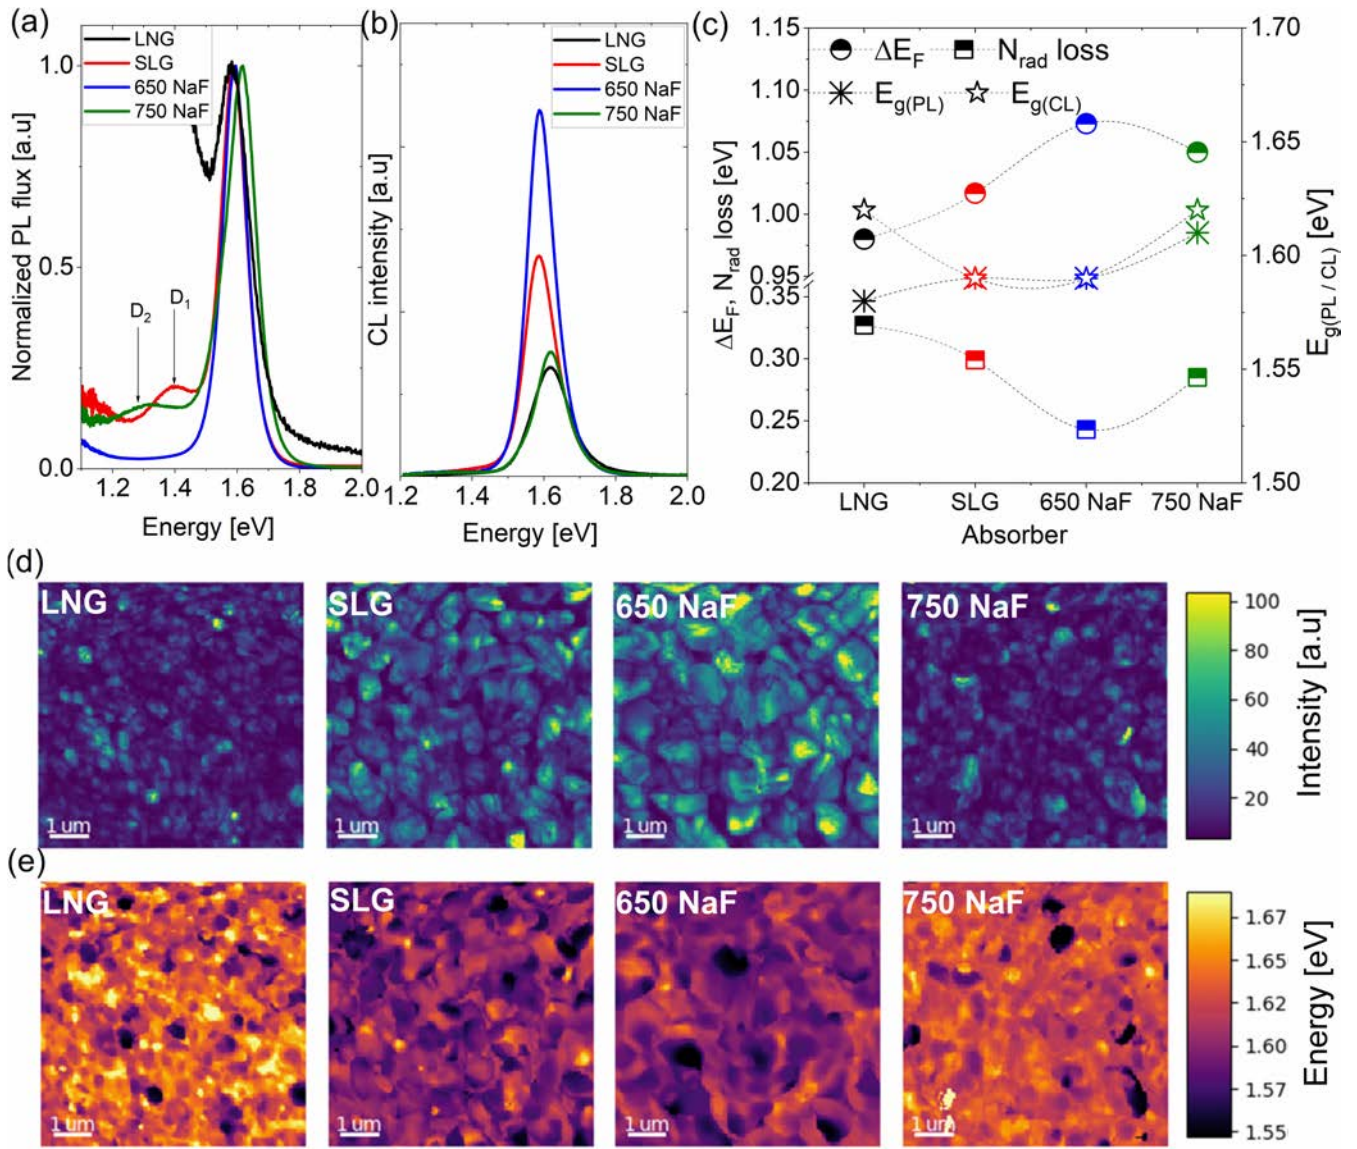 (a)
LNG
SLG
650 NaF
750 NaF
Normalized PL flux [a.u]
1.0
0.5
0.0
D2
D1
1.2
1.4
1.6
1.8
2.0
Energy [eV]
(b)
LNG
SLG
650 NaF
750 NaF
CL intensity [a.u]
1.2
1.4
1.6
1.8
2.0
Energy [eV]
(c)
ΔEF
Nrad loss
Eg(PL)
Eg(CL)
ΔEF, Nrad loss [eV]
1.15
1.10
1.05
1.00
0.95
0.35
0.30
0.25
0.20
LNG
SLG
650 NaF
750 NaF
Absorber
1.70
1.65
1.60
1.55
1.50
Eg(PL / CL) [eV]
(d)
LNG
1 um
SLG
1 um
650 NaF
1 um
750 NaF
1 um
100
80
60
40
20
Intensity [a.u]
(e)
LNG
1 um
SLG
1 um
650 NaF
1 um
750 NaF
1 um
1.67
1.65
1.62
1.60
1.57
1.55
Energy [eV]